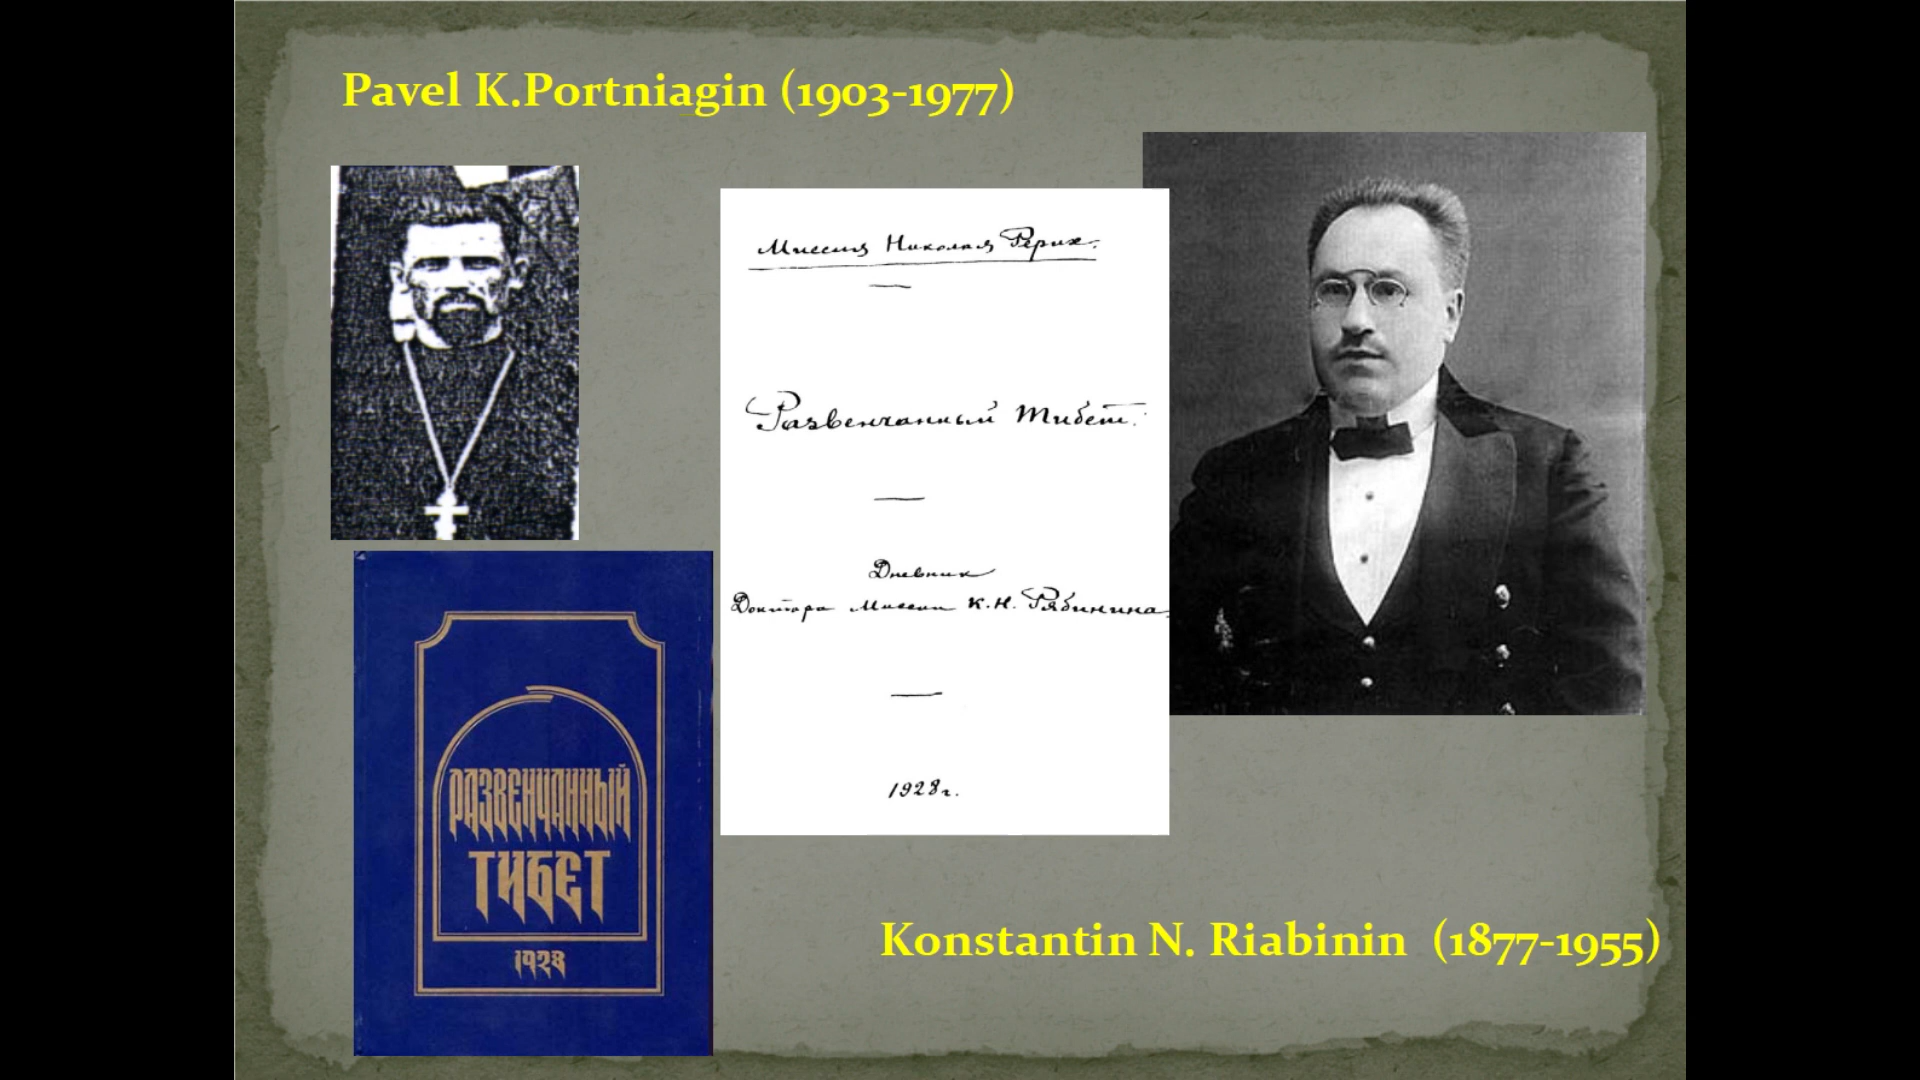 Pavel K.Portniagin (1903-1977)
Миссия Николая Рерих.
Развенчанный Тибет.
Дневник
Доктора Миссии К.Н. Рябинина
1928г.
РАЗВЕНЧАННЫЙ
ТИБЕТ
1928
Konstantin N. Riabinin (1877-1955)